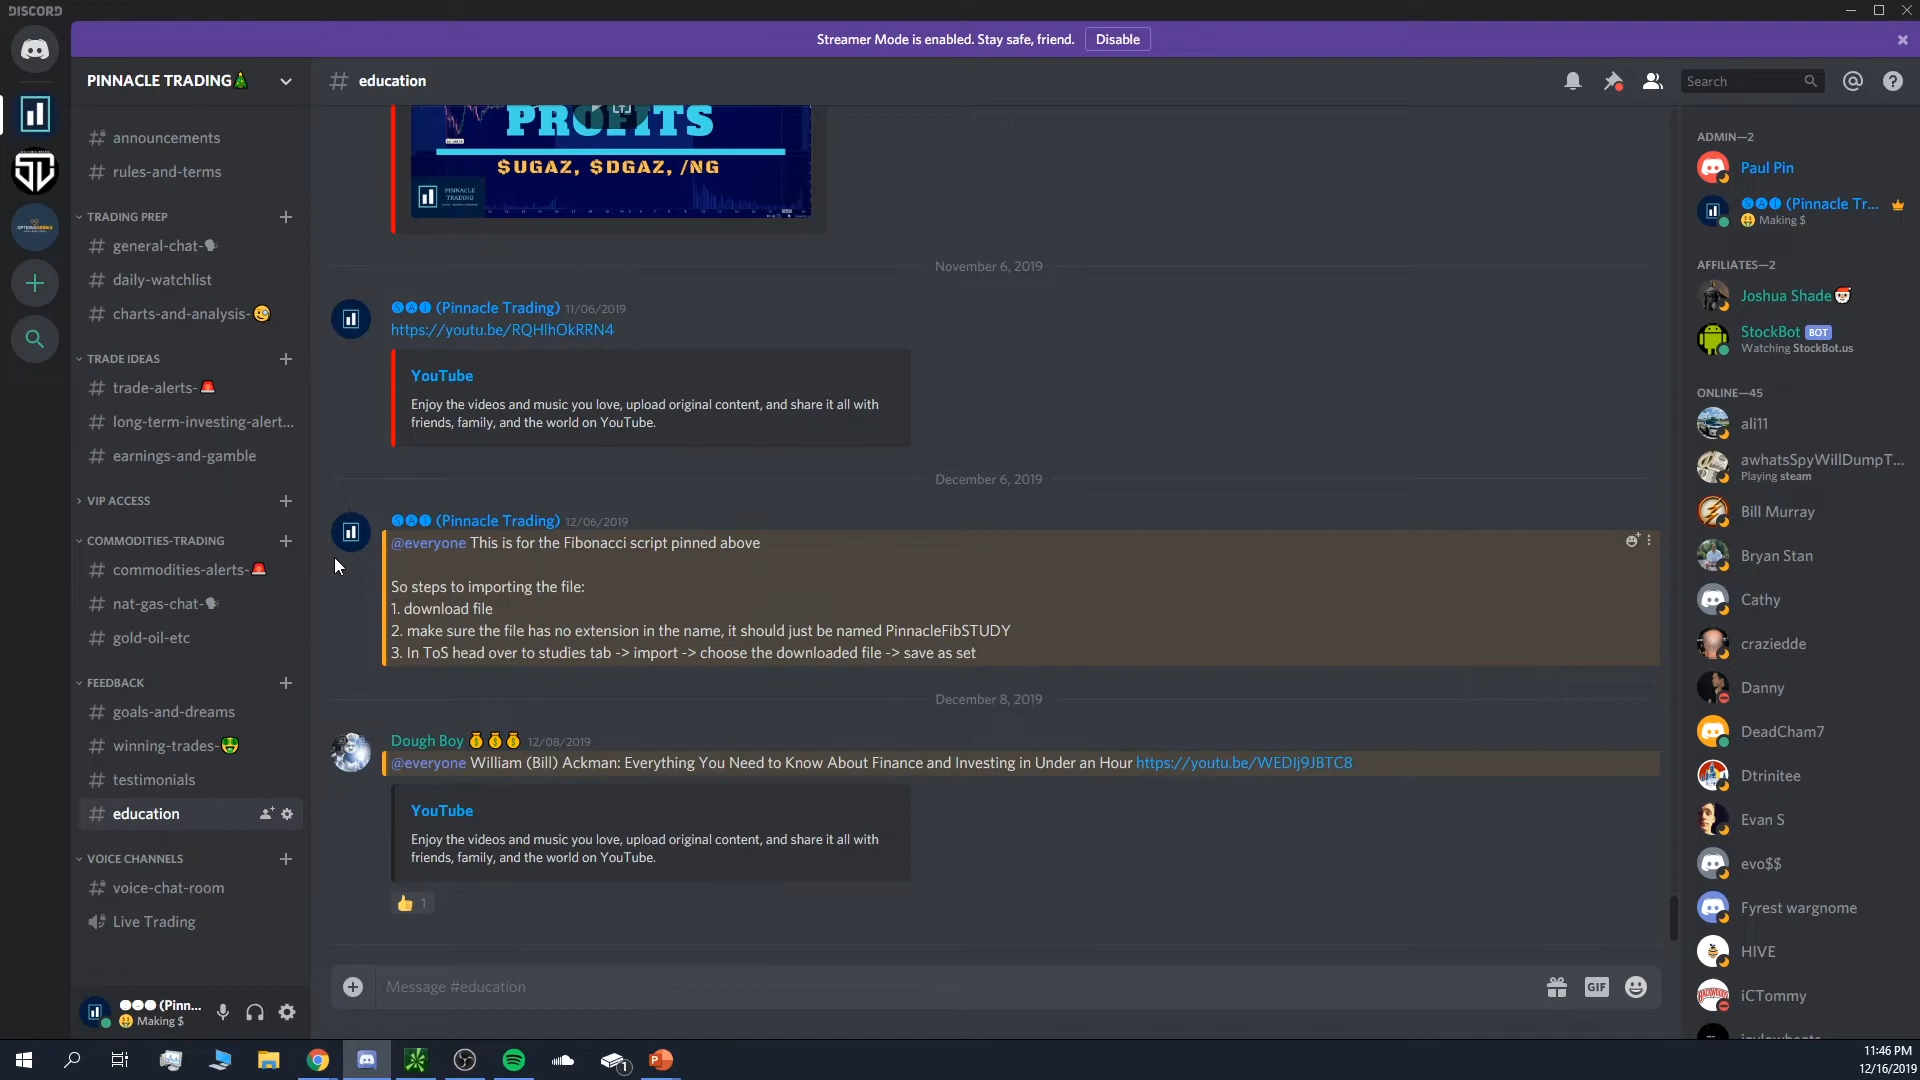 DISCORD
Streamer Mode is enabled. Stay safe, friend.
Disable
PINNACLE TRADING🎄
# education
Search
# announcements
# rules-and-terms
TRADING PREP
# general-chat-🗣
# daily-watchlist
# charts-and-analysis-🧐
TRADE IDEAS
# trade-alerts-🚨
# long-term-investing-alert...
# earnings-and-gamble
VIP ACCESS
COMMODITIES-TRADING
# commodities-alerts-🚨
# nat-gas-chat-🗣
# gold-oil-etc
FEEDBACK
# goals-and-dreams
# winning-trades-🤑
# testimonials
# education
VOICE CHANNELS
# voice-chat-room
Live Trading
(Pinn...
🤑 Making $
PROFITS
$UGAZ, $DGAZ, /NG
PINNACLE
TRADING
November 6, 2019
🅢🅐🅘 (Pinnacle Trading) 11/06/2019
https://youtu.be/RQHlhOkRRN4
YouTube
Enjoy the videos and music you love, upload original content, and share it all with
friends, family, and the world on YouTube.
December 6, 2019
🅢🅐🅘 (Pinnacle Trading) 12/06/2019
@everyone This is for the Fibonacci script pinned above
So steps to importing the file:
1. download file
2. make sure the file has no extension in the name, it should just be named PinnacleFibSTUDY
3. In ToS head over to studies tab -> import -> choose the downloaded file -> save as set
December 8, 2019
Dough Boy 💰💰💰 12/08/2019
@everyone William (Bill) Ackman: Everything You Need to Know About Finance and Investing in Under an Hour https://youtu.be/WEDIj9JBTC8
YouTube
Enjoy the videos and music you love, upload original content, and share it all with
friends, family, and the world on YouTube.
👍 1
Message #education
GIF
ADMIN—2
Paul Pin
🅢🅐🅘 (Pinnacle Tr...
🤑 Making $
AFFILIATES—2
Joshua Shade🎅
StockBot BOT
Watching StockBot.us
ONLINE—45
ali11
awhatsSpyWillDumpT...
Playing steam
Bill Murray
Bryan Stan
Cathy
craziedde
Danny
DeadCham7
Dtrinitee
Evan S
evo$$
Fyrest wargnome
HIVE
iCTommy
11:46 PM
12/16/2019